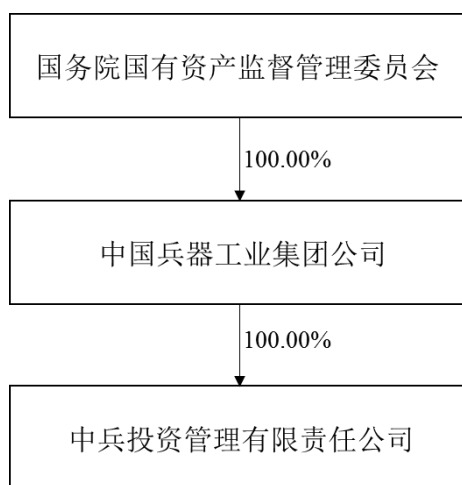 国务院国有资产监督管理委员会
100.00%
中国兵器工业集团公司
100.00%
中兵投资管理有限责任公司